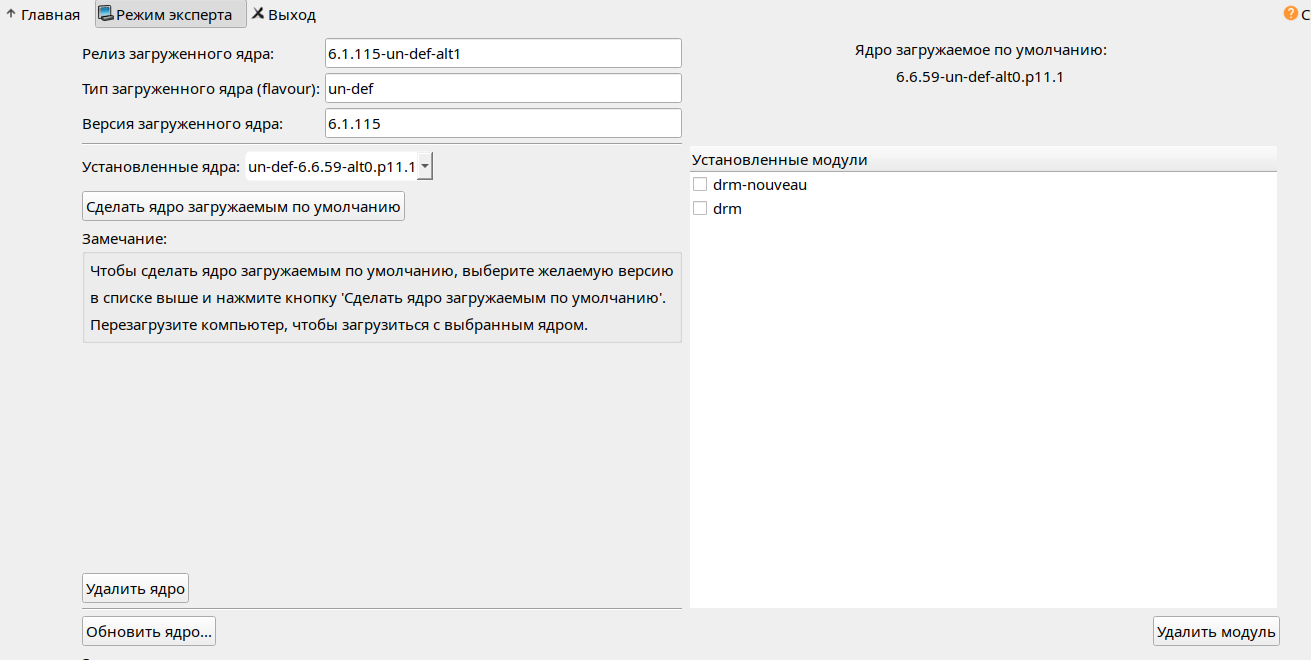 Главная Режим эксперта Выход
Релиз загруженного ядра: 6.1.115-un-def-alt1
Тип загруженного ядра (flavour): un-def
Версия загруженного ядра: 6.1.115
Ядро загружаемое по умолчанию:
6.6.59-un-def-alt0.p11.1
Установленные ядра: un-def-6.6.59-alt0.p11.1
Сделать ядро загружаемым по умолчанию
Замечание:
Чтобы сделать ядро загружаемым по умолчанию, выберите желаемую версию
в списке выше и нажмите кнопку 'Сделать ядро загружаемым по умолчанию'.
Перезагрузите компьютер, чтобы загрузиться с выбранным ядром.
Установленные модули
drm-nouveau
drm
Удалить ядро
Обновить ядро...
Удалить модуль